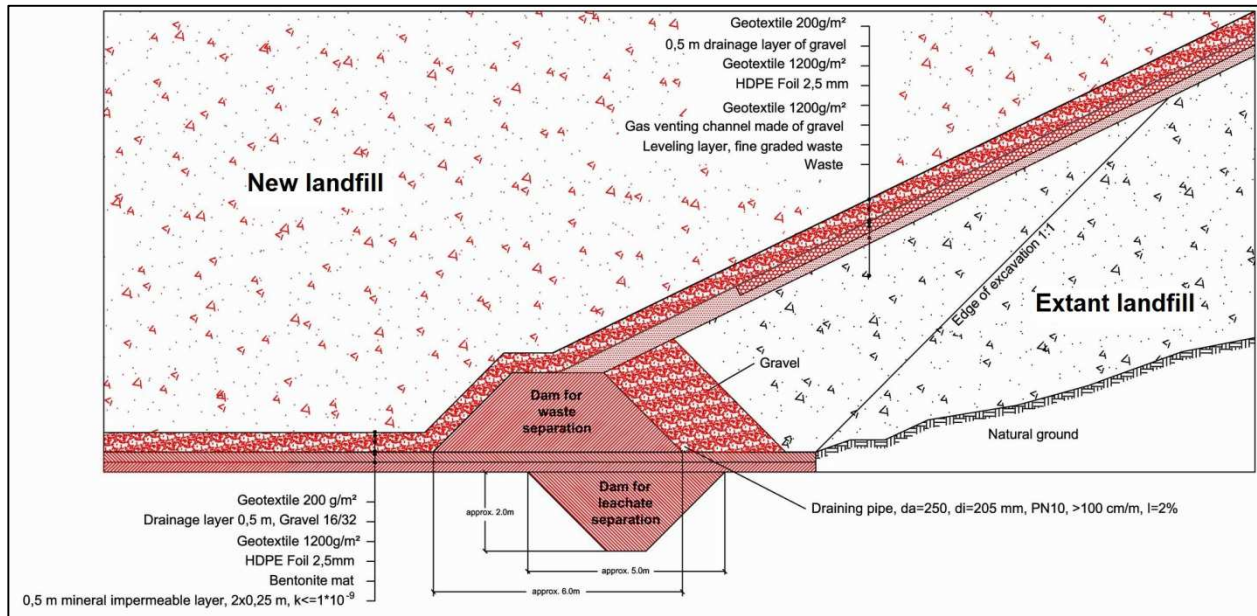 Geotextile 200g/m²
0,5 m drainage layer of gravel
Geotextile 1200g/m²
HDPE Foil 2,5 mm
Geotextile 1200g/m²
Gas venting channel made of gravel
Leveling layer, fine graded waste
Waste
New landfill
Edge of excavation 1:1
Extant landfill
Gravel
Dam for
waste
separation
Natural ground
Dam for
leachate
separation
approx. 2.0m
Draining pipe, da=250, di=205 mm, PN10, >100 cm/m, l=2%
Geotextile 200 g/m²
Drainage layer 0,5 m, Gravel 16/32
Geotextile 1200g/m²
HDPE Foil 2,5mm
Bentonite mat
0,5 m mineral impermeable layer, 2x0,25 m, k<=1*10⁻⁹
approx. 5.0m
approx. 6.0m